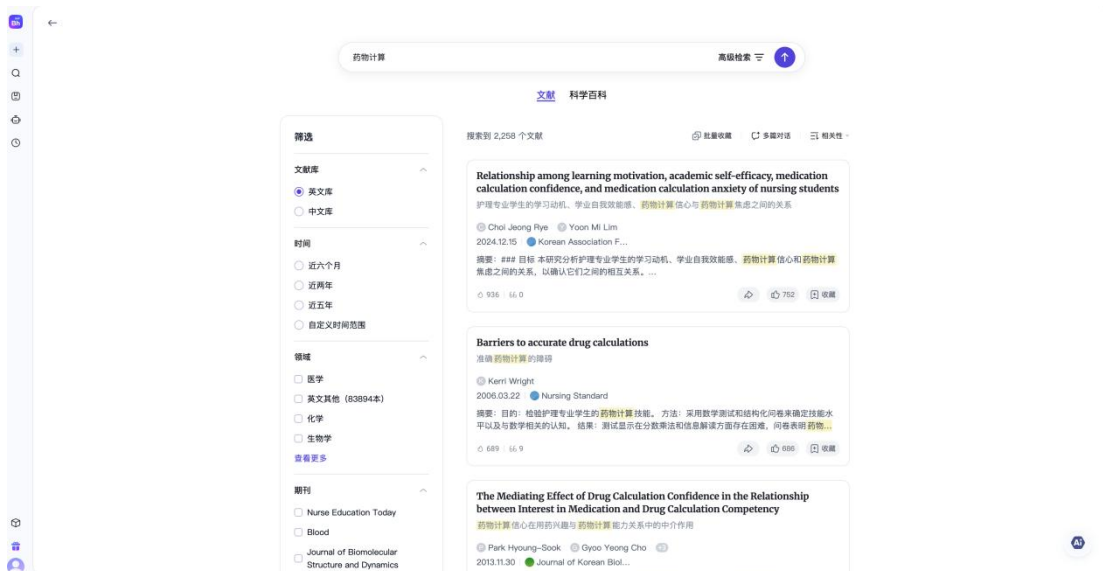 Bh
药物计算
高级检索
文献 科学百科
筛选
文献库
英文库
中文库
时间
近六个月
近两年
近五年
自定义时间范围
领域
医学
英文其他（83894本）
化学
生物学
查看更多
期刊
Nurse Education Today
Blood
Journal of Biomolecular
Structure and Dynamics
搜索到 2,258 个文献
批量收藏 多篇对话 相关性
Relationship among learning motivation, academic self-efficacy, medication
calculation confidence, and medication calculation anxiety of nursing students
护理专业学生的学习动机、学业自我效能感、药物计算信心与药物计算焦虑之间的关系
C Choi Jeong Rye Y Yoon Mi Lim
2024.12.15 Korean Association F...
摘要：### 目标 本研究分析护理专业学生的学习动机、学业自我效能感、药物计算信心和药物计算
焦虑之间的关系，以确认它们之间的相互关系。...
936 0 752 收藏
Barriers to accurate drug calculations
准确药物计算的障碍
K Kerri Wright
2006.03.22 Nursing Standard
摘要：目的：检验护理专业学生的药物计算技能。 方法：采用数学测试和结构化问卷来确定技能水
平以及与数学相关的认知。 结果：测试显示在分数乘法和信息解读方面存在困难，问卷表明药物...
689 9 686 收藏
The Mediating Effect of Drug Calculation Confidence in the Relationship
between Interest in Medication and Drug Calculation Competency
药物计算信心在用药兴趣与药物计算能力关系中的中介作用
P Park Hyoung-Sook G Gyoo Yeong Cho +3
2013.11.30 Journal of Korean Biol...
Ai